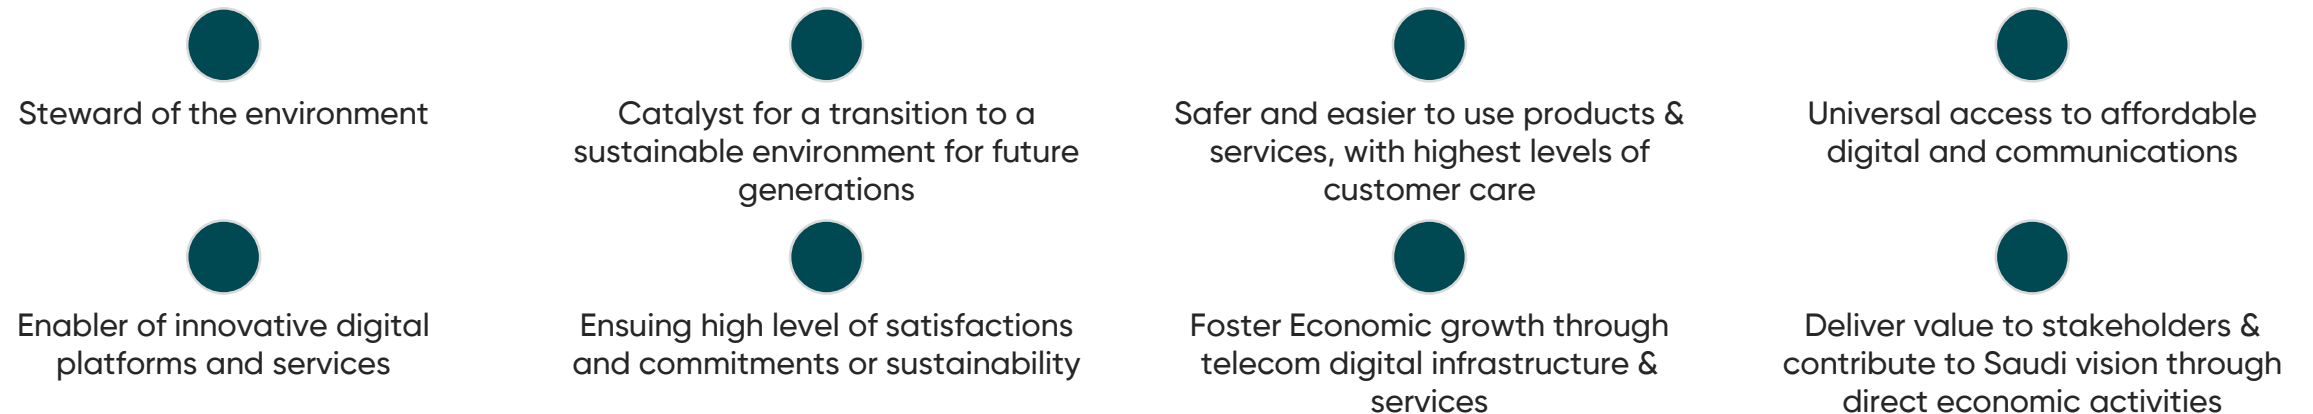 Steward of the environment
Catalyst for a transition to a
sustainable environment for future
generations
Safer and easier to use products &
services, with highest levels of
customer care
Universal access to affordable
digital and communications
Enabler of innovative digital
platforms and services
Ensuing high level of satisfactions
and commitments or sustainability
Foster Economic growth through
telecom digital infrastructure &
services
Deliver value to stakeholders &
contribute to Saudi vision through
direct economic activities